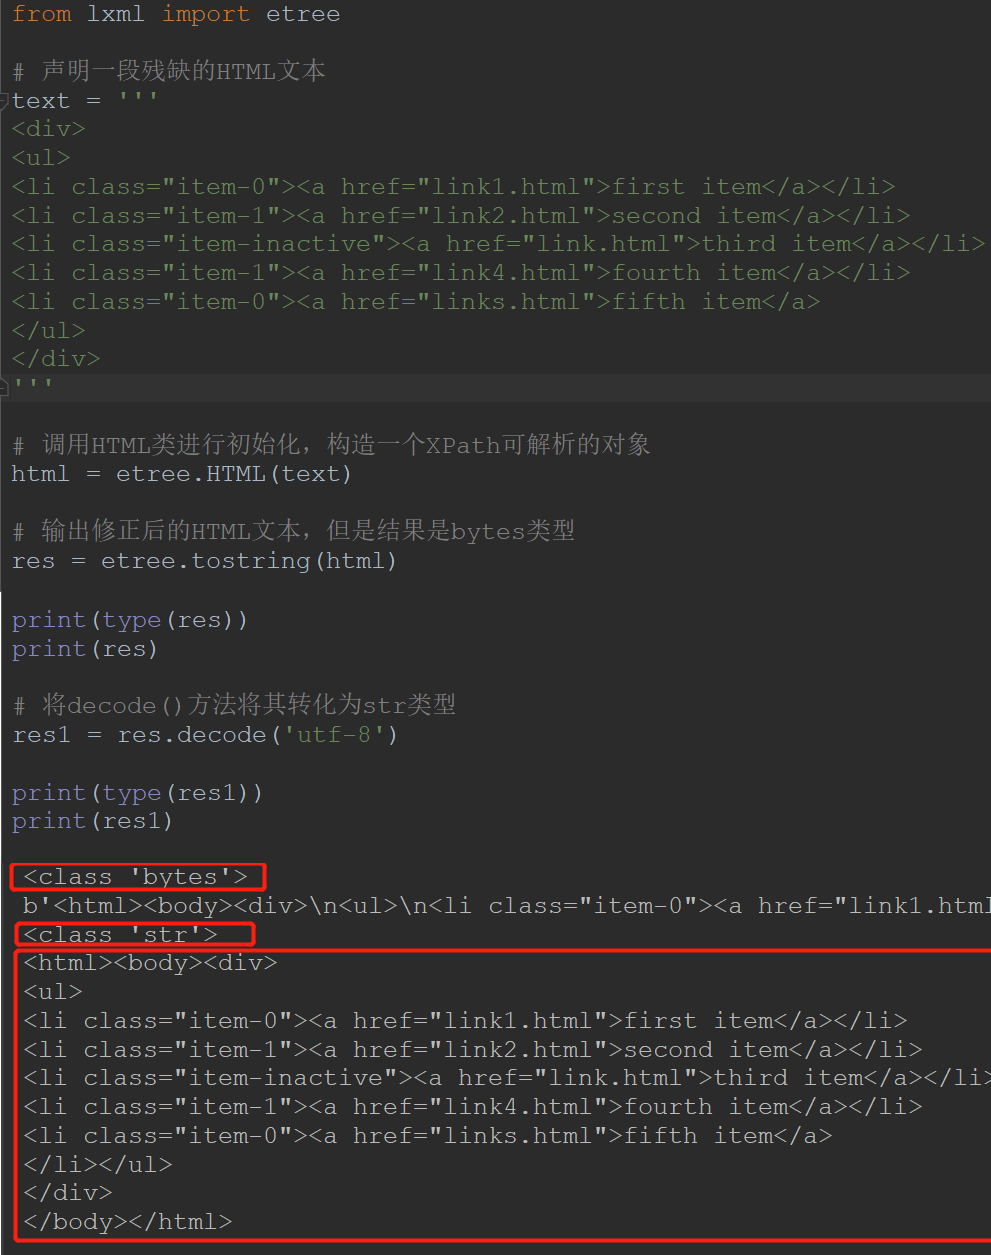 from lxml import etree
# 声明一段残缺的HTML文本
text = '''
<div>
<ul>
<li class="item-0"><a href="link1.html">first item</a></li>
<li class="item-1"><a href="link2.html">second item</a></li>
<li class="item-inactive"><a href="link.html">third item</a></li>
<li class="item-1"><a href="link4.html">fourth item</a></li>
<li class="item-0"><a href="links.html">fifth item</a>
</ul>
</div>
'''
# 调用HTML类进行初始化，构造一个XPath可解析的对象
html = etree.HTML(text)
# 输出修正后的HTML文本，但是结果是bytes类型
res = etree.tostring(html)
print(type(res))
print(res)
# 将decode()方法将其转化为str类型
res1 = res.decode('utf-8')
print(type(res1))
print(res1)
<class 'bytes'>
b'<html><body><div>\n<ul>\n<li class="item-0"><a href="link1.html
<class 'str'>
<html><body><div>
<ul>
<li class="item-0"><a href="link1.html">first item</a></li>
<li class="item-1"><a href="link2.html">second item</a></li>
<li class="item-inactive"><a href="link.html">third item</a></li>
<li class="item-1"><a href="link4.html">fourth item</a></li>
<li class="item-0"><a href="links.html">fifth item</a>
</li></ul>
</div>
</body></html>